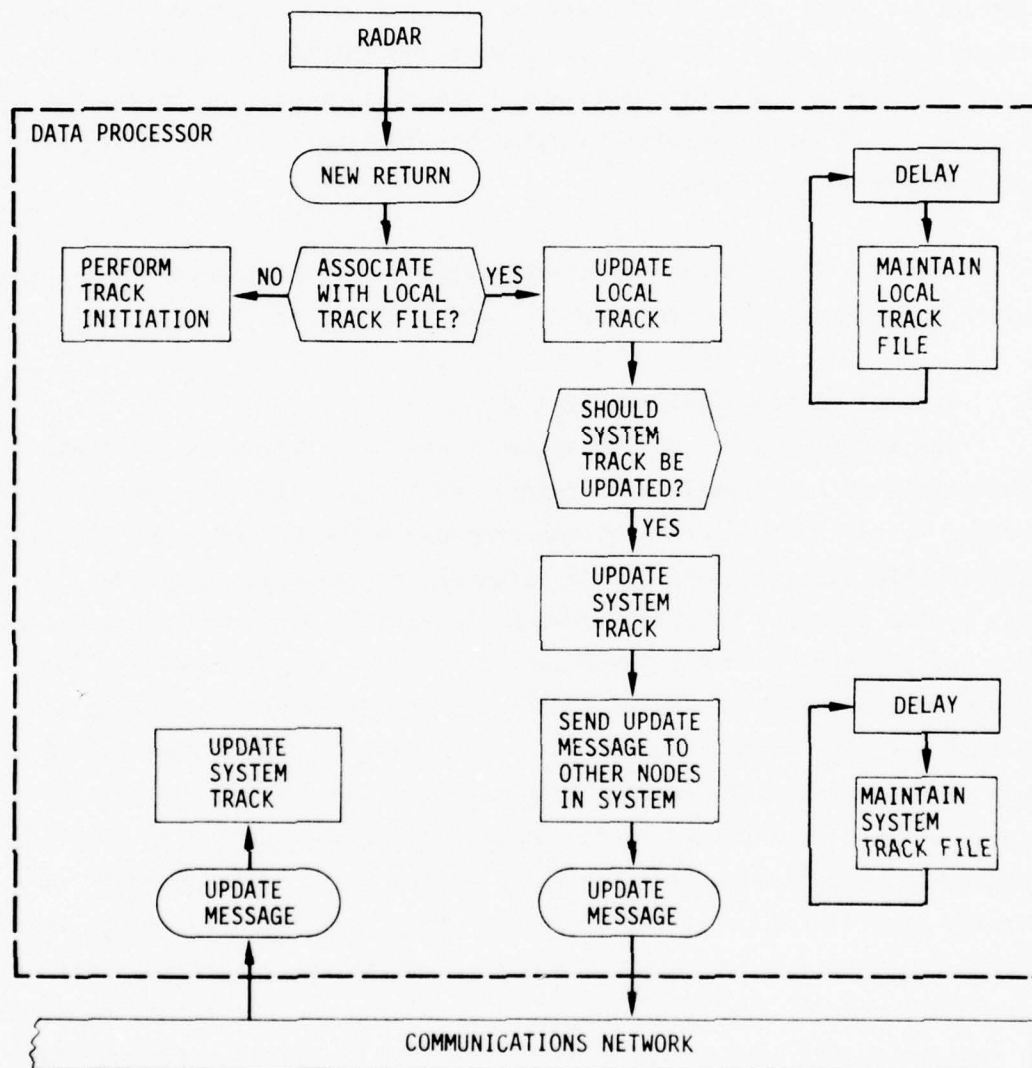 RADAR
DATA PROCESSOR
NEW RETURN
PERFORM
TRACK
INITIATION
NO
ASSOCIATE
WITH LOCAL
TRACK FILE?
YES
UPDATE
LOCAL
TRACK
DELAY
MAINTAIN
LOCAL
TRACK
FILE
SHOULD
SYSTEM
TRACK BE
UPDATED?
YES
UPDATE
SYSTEM
TRACK
SEND UPDATE
MESSAGE TO
OTHER NODES
IN SYSTEM
UPDATE
MESSAGE
UPDATE
SYSTEM
TRACK
UPDATE
MESSAGE
DELAY
MAINTAIN
SYSTEM
TRACK FILE
COMMUNICATIONS NETWORK